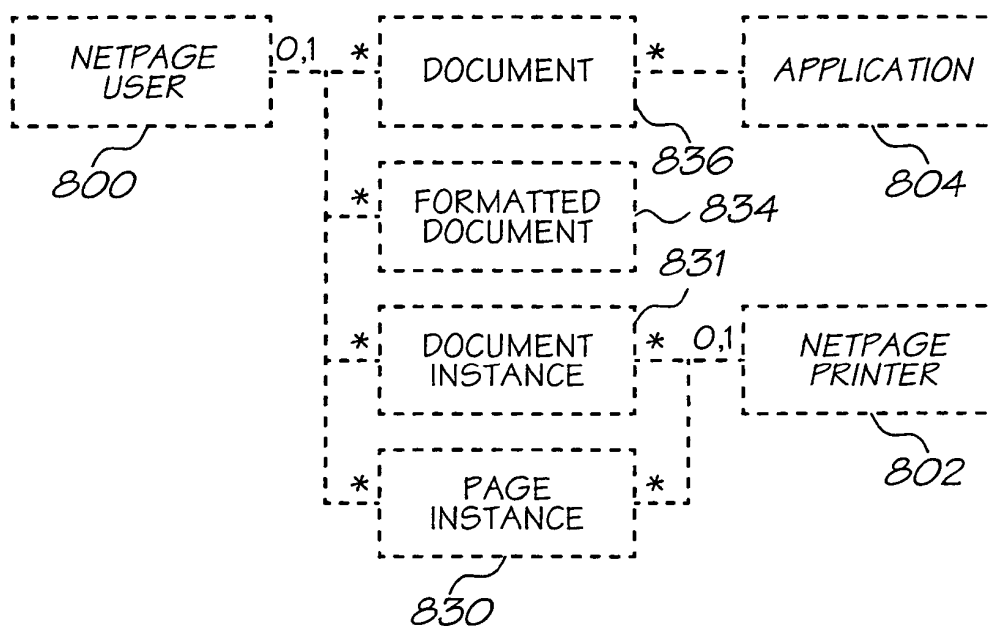 NETPAGE
USER
0,1
*
DOCUMENT
*
APPLICATION
800
836
804
*
FORMATTED
DOCUMENT
834
831
*
DOCUMENT
INSTANCE
*
0,1
NETPAGE
PRINTER
802
*
PAGE
INSTANCE
*
830